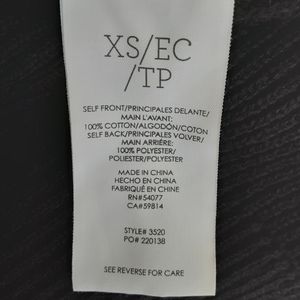 XS/EC
/TP
SELF FRONT/PRINCIPALES DELANTE/
MAIN L'AVANT:
100% COTTON/ALGODÓN/COTON
SELF BACK/PRINCIPALES VOLVER/
MAIN ARRIÈRE:
100% POLYESTER/
POLIESTER/POLYESTER
MADE IN CHINA
HECHO EN CHINA
FABRIQUÉ EN CHINE
RN#54077
CA#59814
STYLE# 3520
PO# 220138
SEE REVERSE FOR CARE